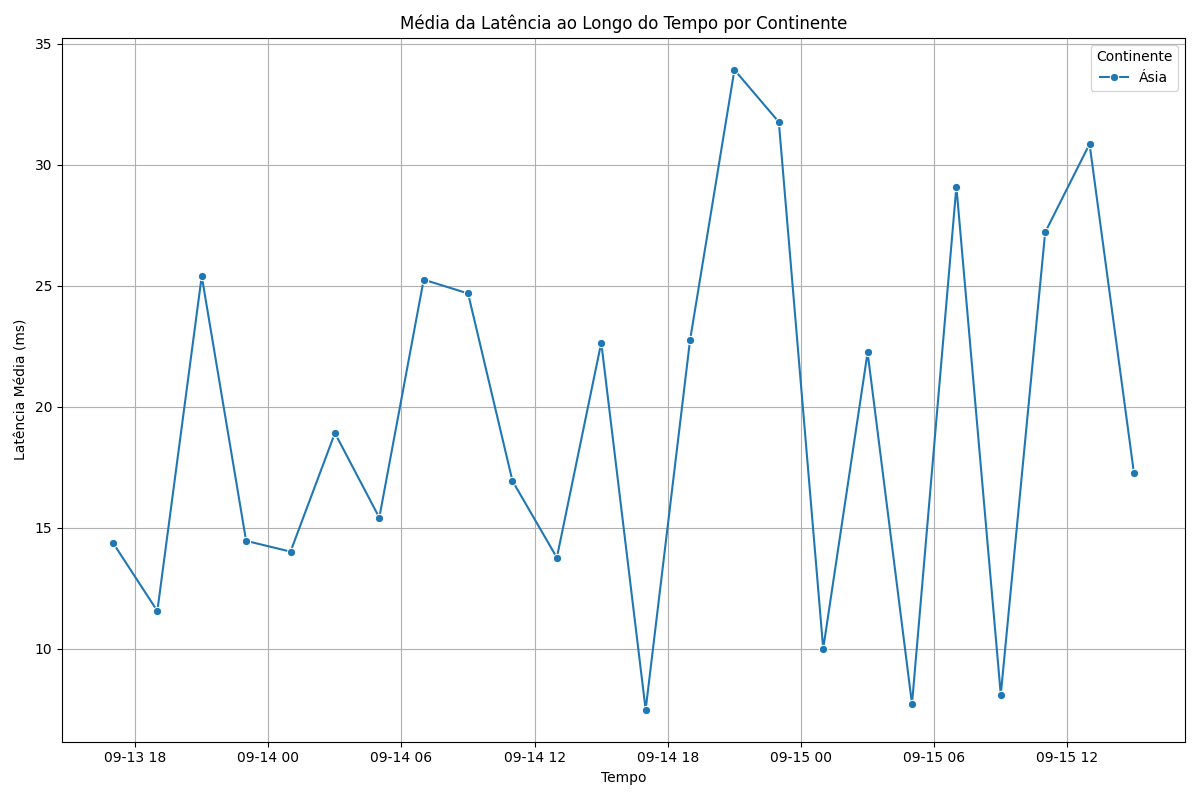 Média da Latência ao Longo do Tempo por Continente
Continente
Ásia
Latência Média (ms)
35
30
25
20
15
10
09-13 18
09-14 00
09-14 06
09-14 12
09-14 18
09-15 00
09-15 06
09-15 12
Tempo